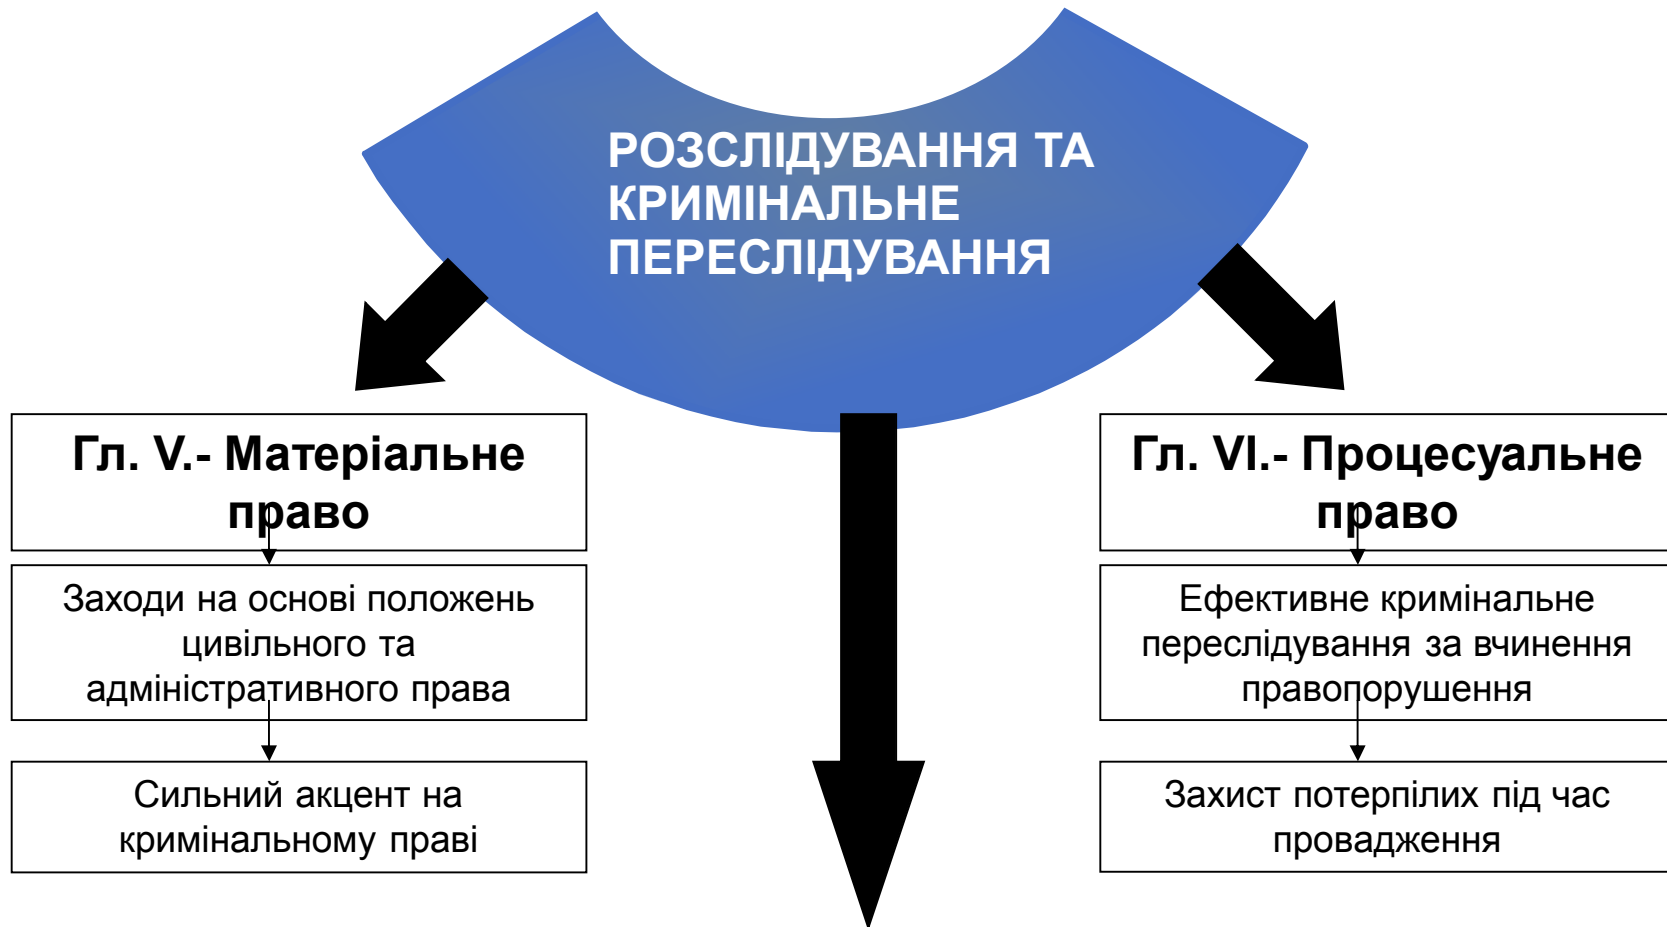 РОЗСЛІДУВАННЯ ТА
КРИМІНАЛЬНЕ
ПЕРЕСЛІДУВАННЯ
Гл. V.- Матеріальне
право
Заходи на основі положень
цивільного та
адміністративного права
Сильний акцент на
кримінальному праві
Гл. VI.- Процесуальне
право
Ефективне кримінальне
переслідування за вчинення
правопорушення
Захист потерпілих під час
провадження